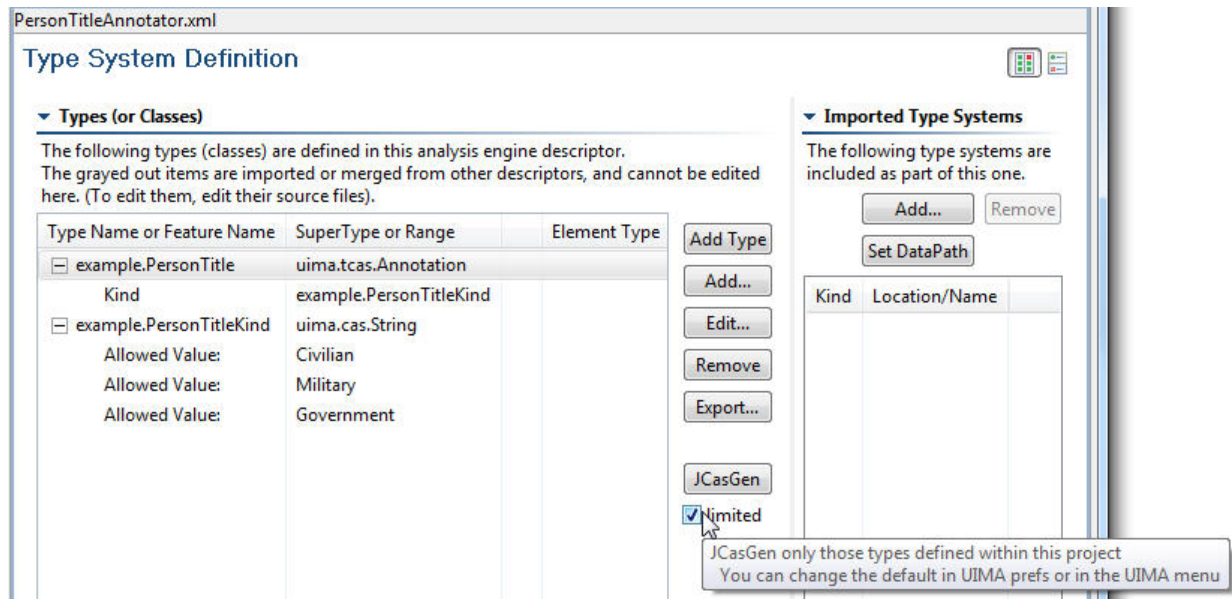 PersonTitleAnnotator.xml
Type System Definition
Types (or Classes)
The following types (classes) are defined in this analysis engine descriptor.
The grayed out items are imported or merged from other descriptors, and cannot be edited
here. (To edit them, edit their source files).
Type Name or Feature Name SuperType or Range Element Type
example.PersonTitle uima.tcas.Annotation
Kind example.PersonTitleKind
example.PersonTitleKind uima.cas.String
Allowed Value: Civilian
Allowed Value: Military
Allowed Value: Government
Add Type
Add...
Edit...
Remove
Export...
JCasGen
limited
Imported Type Systems
The following type systems are
included as part of this one.
Add... Remove
Set DataPath
Kind Location/Name
JCasGen only those types defined within this project
You can change the default in UIMA prefs or in the UIMA menu